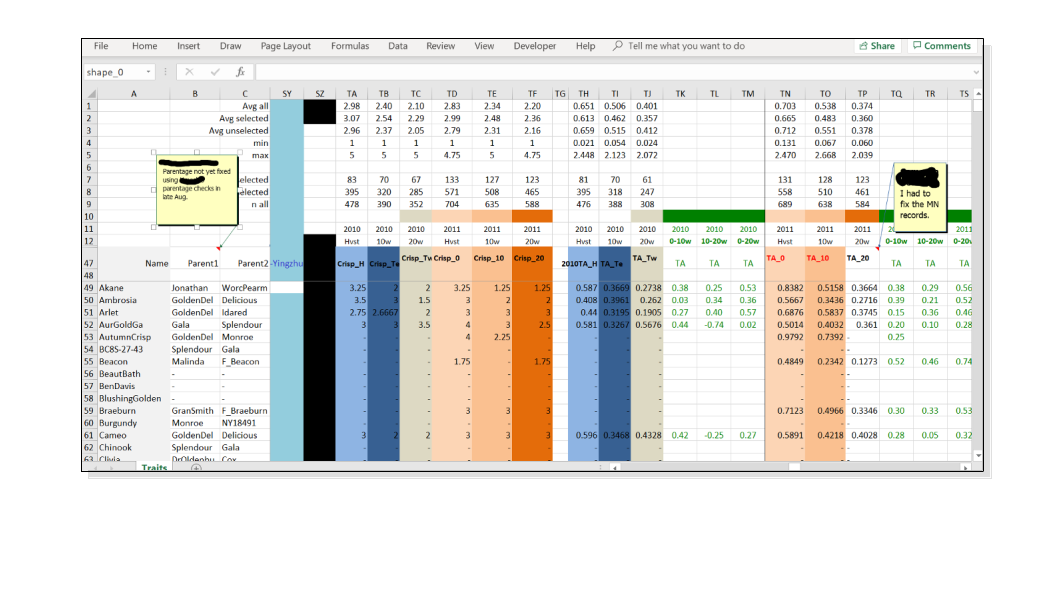 File Home Insert Draw Page Layout Formulas Data Review View Developer Help Tell me what you want to do Share Comments
shape_0 fx
A B C SY SZ TA TB TC TD TE TF TG TH TI TJ TK TL TM TN TO TP TQ TR TS
1 Avg all 2.98 2.40 2.10 2.83 2.34 2.20 0.651 0.506 0.401 0.703 0.538 0.374
2 Avg selected 3.07 2.54 2.29 2.99 2.48 2.36 0.613 0.462 0.357 0.665 0.483 0.360
3 Avg unselected 2.96 2.37 2.05 2.79 2.31 2.16 0.659 0.515 0.412 0.712 0.551 0.378
4 min 1 1 1 1 1 1 0.021 0.054 0.024 0.131 0.067 0.060
5 max 5 5 5 4.75 5 4.75 2.448 2.123 2.072 2.470 2.668 2.039
6
Parentage not yet fixed
using
parentage checks in
late Aug.
I had to
fix the MN
records.
7 elected 83 70 67 133 127 123 81 70 61 131 128 123
8 elected 395 320 285 571 508 465 395 318 247 558 510 461
9 n all 478 390 352 704 635 588 476 388 308 689 638 584
10
11 2010 2010 2010 2011 2011 2011 2010 2010 2010 2010 2010 2010 2011 2011 2011 2011 2011
12 Hvst 10w 20w Hvst 10w 20w Hvst 10w 20w 0-10w 10-20w 0-20w Hvst 10w 20w 0-10w 10-20w 0-20w
47 Name Parent1 Parent2 -Yingzhu Crisp_H Crisp_Te Crisp_Tw Crisp_0 Crisp_10 Crisp_20 2010TA_H TA_Te TA_Tw TA TA TA TA_0 TA_10 TA_20 TA TA TA
48
49 Akane Jonathan WorcPearm 3.25 2 2 3.25 1.25 1.25 0.587 0.3669 0.2738 0.38 0.25 0.53 0.8382 0.5158 0.3664 0.38 0.29 0.56
50 Ambrosia GoldenDel Delicious 3.5 3 1.5 3 2 2 0.408 0.3961 0.262 0.03 0.34 0.36 0.5667 0.3436 0.2716 0.39 0.21 0.52
51 Arlet GoldenDel Idared 2.75 2.6667 2 2 3 3 0.44 0.3195 0.1905 0.27 0.40 0.57 0.6876 0.5837 0.3745 0.15 0.36 0.46
52 AurGoldGa Gala Splendour 3 3 3.5 4 3 2.5 0.581 0.3267 0.5676 0.44 -0.74 0.02 0.5014 0.4032 0.361 0.20 0.10 0.28
53 AutumnCrisp GoldenDel Monroe - - - 4 2.25 - - - - 0.9792 0.7392 - 0.25
54 BC8S-27-43 Splendour Gala - - - - - - - - - - - -
55 Beacon Malinda F_Beacon - - - 1.75 - 1.75 - - - 0.4849 0.2342 0.1273 0.52 0.46 0.74
56 BeautBath - - - - - - - - - - - - - -
57 BenDavis - - - - - - - - - - - - - -
58 BlushingGolden - - - - - - - - - - - - - -
59 Braeburn GranSmith F_Braeburn - - - 3 3 3 - - - 0.7123 0.4966 0.3346 0.30 0.33 0.53
60 Burgundy Monroe NY18491 - - - - - - - - - - - -
61 Cameo GoldenDel Delicious 3 2 2 3 3 3 0.596 0.3468 0.4328 0.42 -0.25 0.27 0.5891 0.4218 0.4028 0.28 0.05 0.32
62 Chinook Splendour Gala - - - - - - - - - - - -
63 Clivia DrOldenbu Cox
Traits